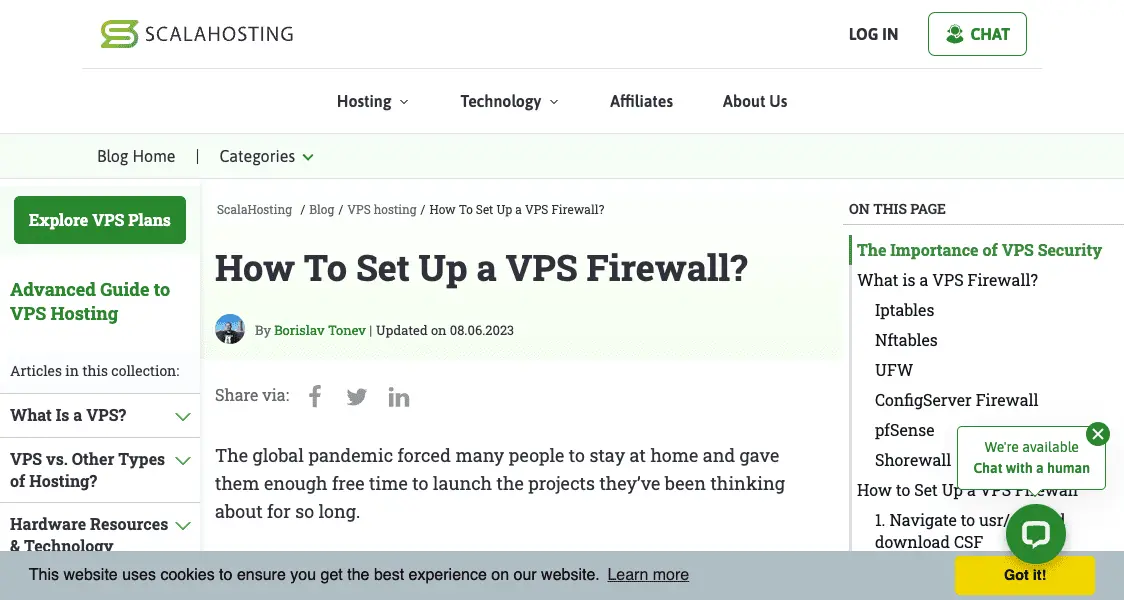 SCALAHOSTING
LOG IN
CHAT
Hosting
Technology
Affiliates
About Us
Blog Home | Categories
Explore VPS Plans
Advanced Guide to
VPS Hosting
Articles in this collection:
What Is a VPS?
VPS vs. Other Types
of Hosting?
Hardware Resources
& Technology
ScalaHosting / Blog / VPS hosting / How To Set Up a VPS Firewall?
How To Set Up a VPS Firewall?
By Borislav Tonev | Updated on 08.06.2023
Share via:
The global pandemic forced many people to stay at home and gave
them enough free time to launch the projects they’ve been thinking
about for so long.
ON THIS PAGE
The Importance of VPS Security
What is a VPS Firewall?
Iptables
Nftables
UFW
ConfigServer Firewall
pfSense
Shorewall
How to Set Up a VPS Firewall
1. Navigate to usr/
download CSF
We're available
Chat with a human
This website uses cookies to ensure you get the best experience on our website. Learn more
Got it!